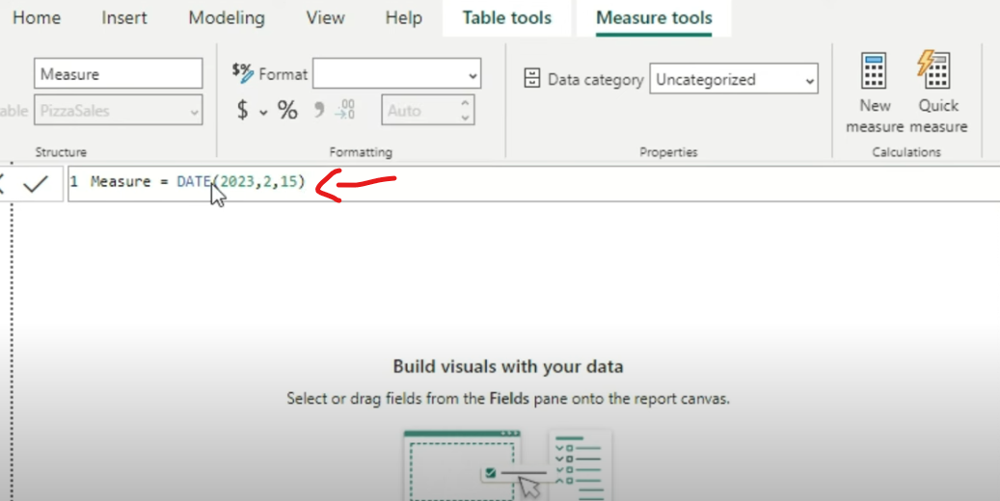 Home Insert Modeling View Help Table tools Measure tools
Measure
$% Format
Data category Uncategorized
able PizzaSales
$ % , .00 →.0 Auto
New measure
Quick measure
Structure Formatting Properties Calculations
1 Measure = DATE(2023,2,15)
Build visuals with your data
Select or drag fields from the Fields pane onto the report canvas.